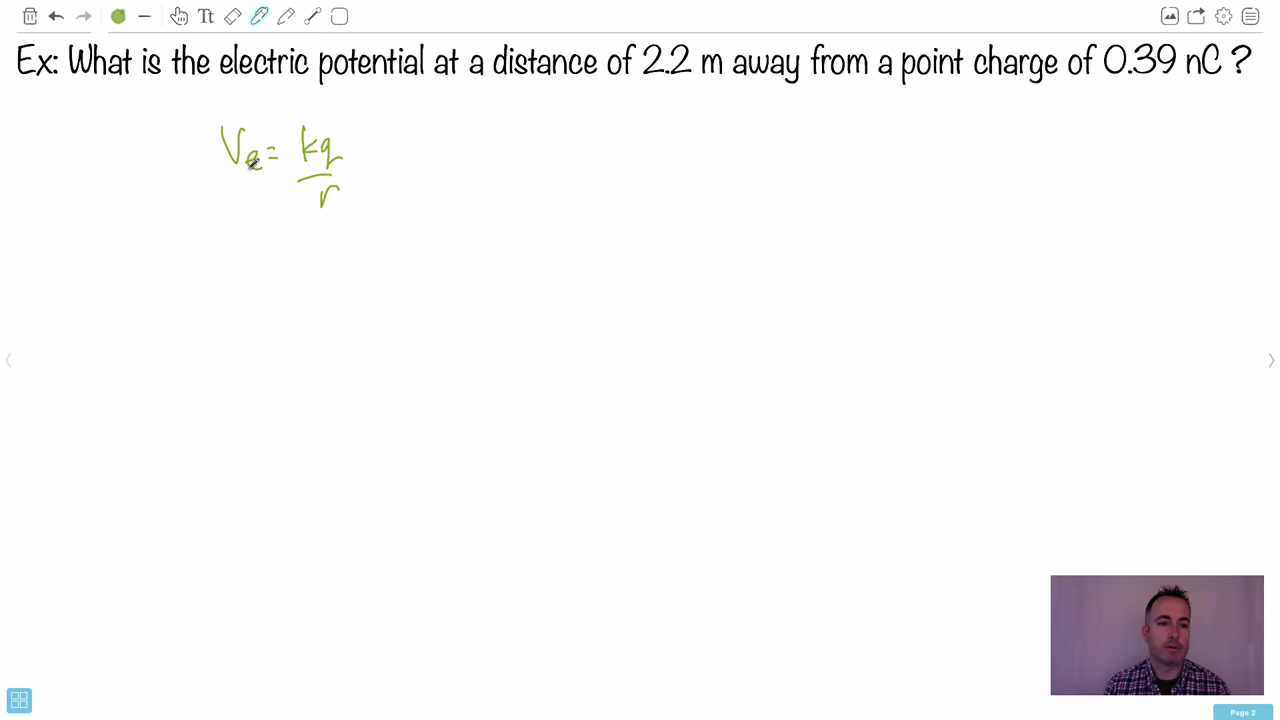 Tt
Ex: What is the electric potential at a distance of 2.2 m away from a point charge of 0.39 nC ?
Ve = kq
r
Page 2